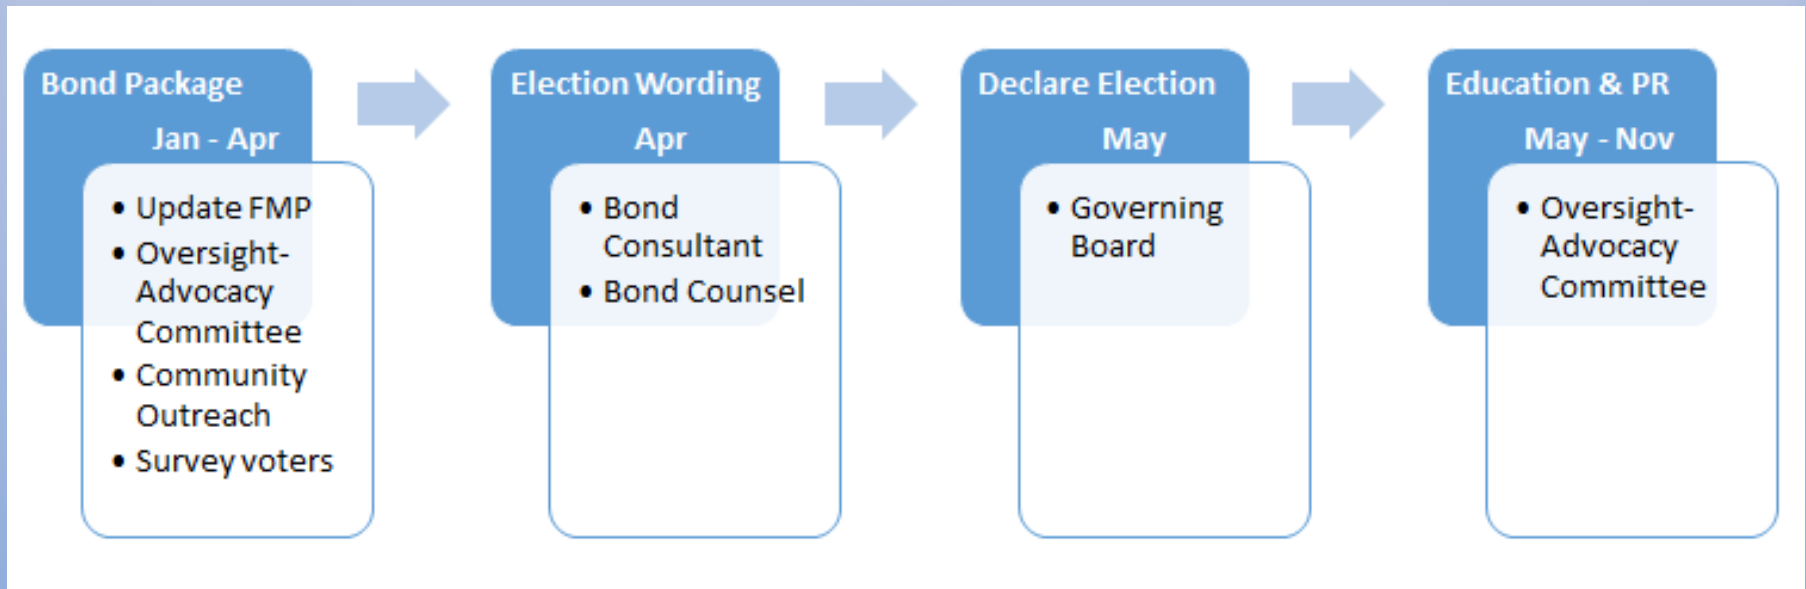 Bond Package
Jan - Apr
• Update FMP
• Oversight-
Advocacy
Committee
• Community
Outreach
• Survey voters
Election Wording
Apr
• Bond
Consultant
• Bond Counsel
Declare Election
May
• Governing
Board
Education & PR
May - Nov
• Oversight-
Advocacy
Committee